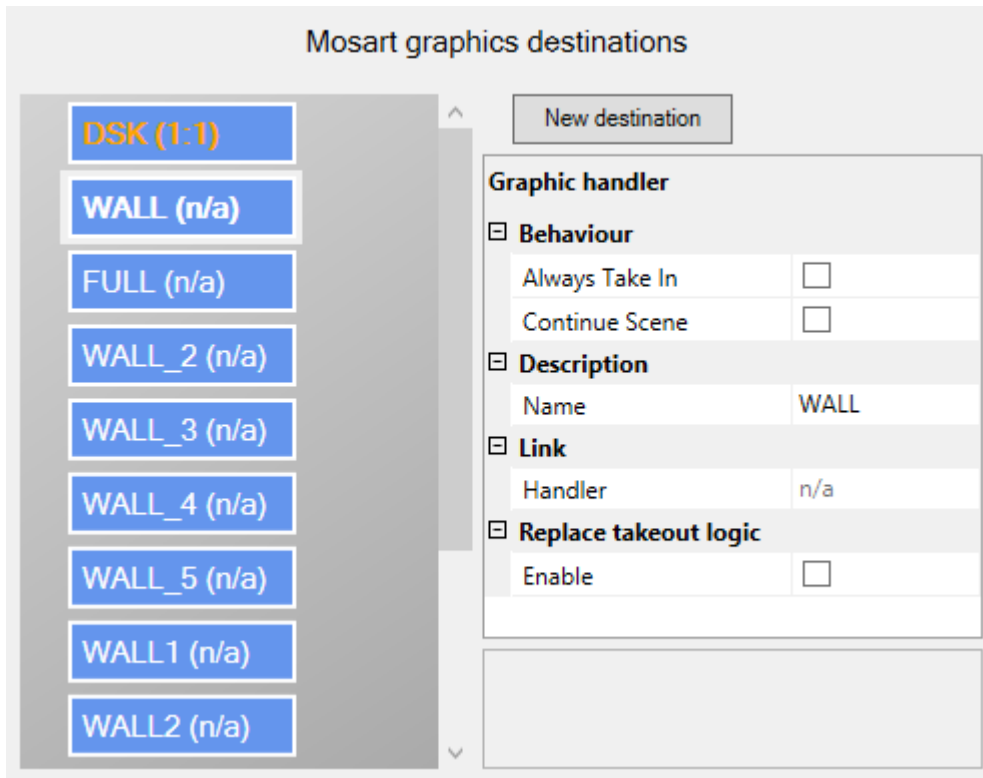 Mosart graphics destinations
DSK (1:1)
WALL (n/a)
FULL (n/a)
WALL_2 (n/a)
WALL_3 (n/a)
WALL_4 (n/a)
WALL_5 (n/a)
WALL1 (n/a)
WALL2 (n/a)
New destination
Graphic handler
Behaviour
Always Take In
Continue Scene
Description
Name WALL
Link
Handler n/a
Replace takeout logic
Enable